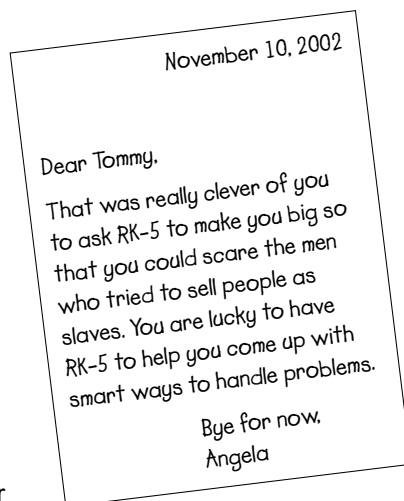 November 10, 2002
Dear Tommy,
That was really clever of you
to ask RK-5 to make you big so
that you could scare the men
who tried to sell people as
slaves. You are lucky to have
RK-5 to help you come up with
smart ways to handle problems.
Bye for now,
Angela